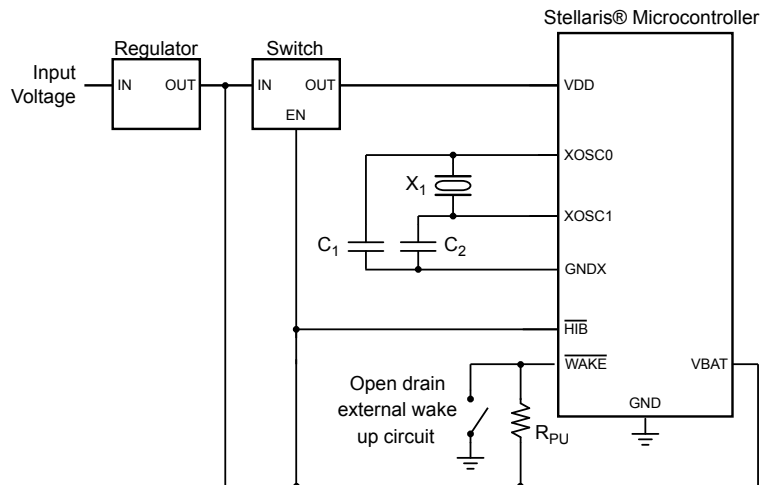 Stellaris® Microcontroller
Regulator
Switch
Input
Voltage
IN
OUT
IN
OUT
EN
VDD
XOSC0
X1
XOSC1
C1
C2
GNDX
HIB
WAKE
VBAT
Open drain
external wake
up circuit
RPU
GND